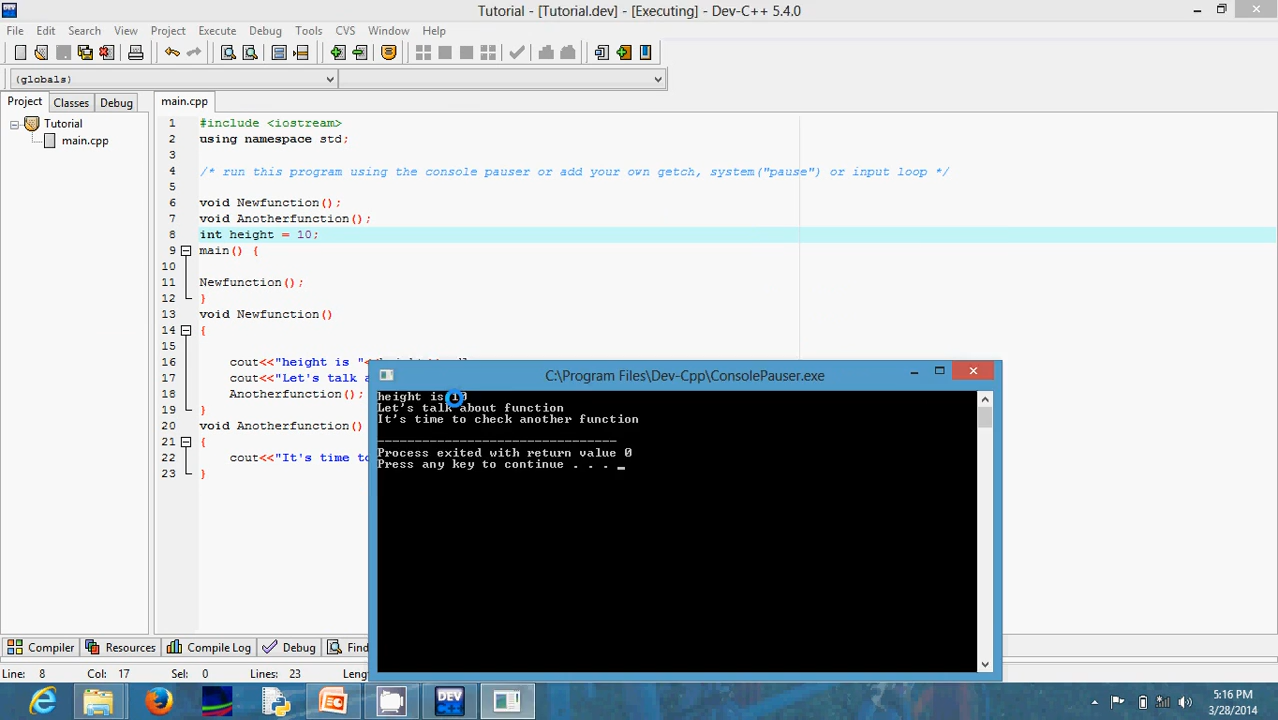 Tutorial - [Tutorial.dev] - [Executing] - Dev-C++ 5.4.0
File Edit Search View Project Execute Debug Tools CVS Window Help
(globals)
Project Classes Debug main.cpp
Tutorial
main.cpp
1 #include <iostream>
2 using namespace std;
3
4 /* run this program using the console pauser or add your own getch, system("pause") or input loop */
5
6 void Newfunction();
7 void Anotherfunction();
8 int height = 10;
9 main() {
10
11 Newfunction();
12 }
13 void Newfunction()
14 {
15
16 cout<<"height is "
17 cout<<"Let's talk a
18 Anotherfunction();
19 }
20 void Anotherfunction()
21 {
22 cout<<"It's time to
23 }
C:\Program Files\Dev-Cpp\ConsolePauser.exe
height is 10
Let's talk about function
It's time to check another function
--------------------------------
Process exited with return value 0
Press any key to continue . . . _
Compiler Resources Compile Log Debug Find
Line: 8 Col: 17 Sel: 0 Lines: 23 Lengt
DEV
5:16 PM
3/28/2014